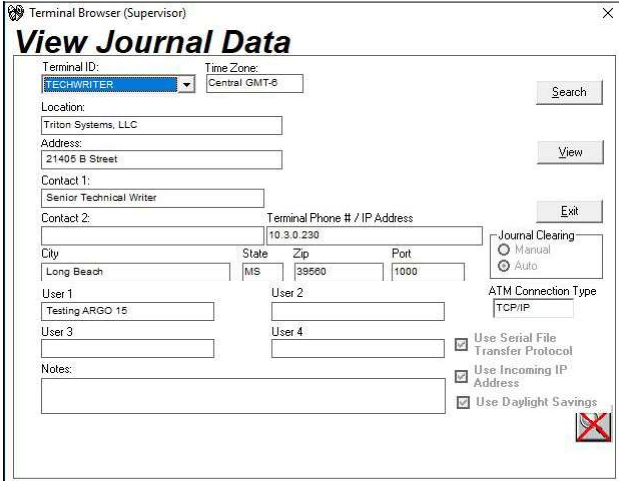 Terminal Browser (Supervisor)
View Journal Data
Terminal ID: Time Zone:
TECHWRITER Central GMT-6
Search
Location:
Triton Systems, LLC
Address:
21405 B Street
View
Contact 1:
Senior Technical Writer
Exit
Contact 2: Terminal Phone # / IP Address
10.3.0.230
Journal Clearing
Manual
Auto
City State Zip Port
Long Beach MS 39560 1000
User 1 User 2 ATM Connection Type
Testing ARGO 15 TCP/IP
User 3 User 4
Use Serial File
Transfer Protocol
Notes:
Use Incoming IP
Address
Use Daylight Savings